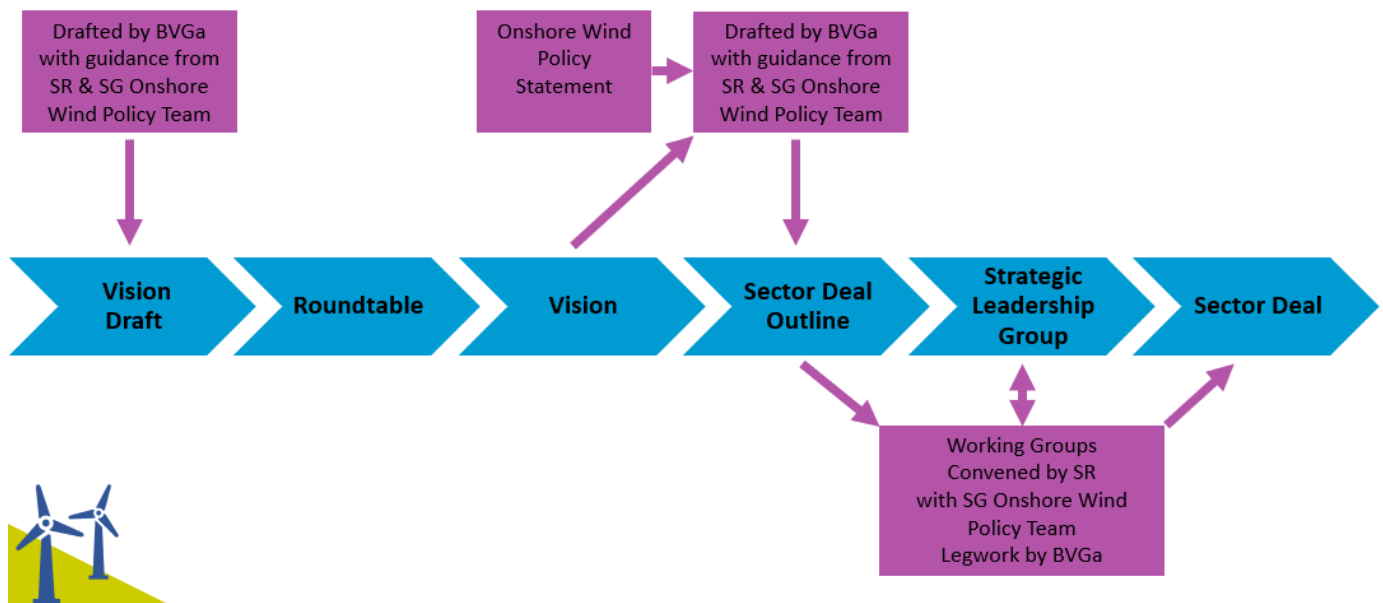 Drafted by BVGa
with guidance from
SR & SG Onshore
Wind Policy Team
Onshore Wind
Policy
Statement
Drafted by BVGa
with guidance from
SR & SG Onshore
Wind Policy Team
Vision
Draft
Roundtable
Vision
Sector Deal
Outline
Strategic
Leadership
Group
Sector Deal
Working Groups
Convened by SR
with SG Onshore Wind
Policy Team
Legwork by BVGa